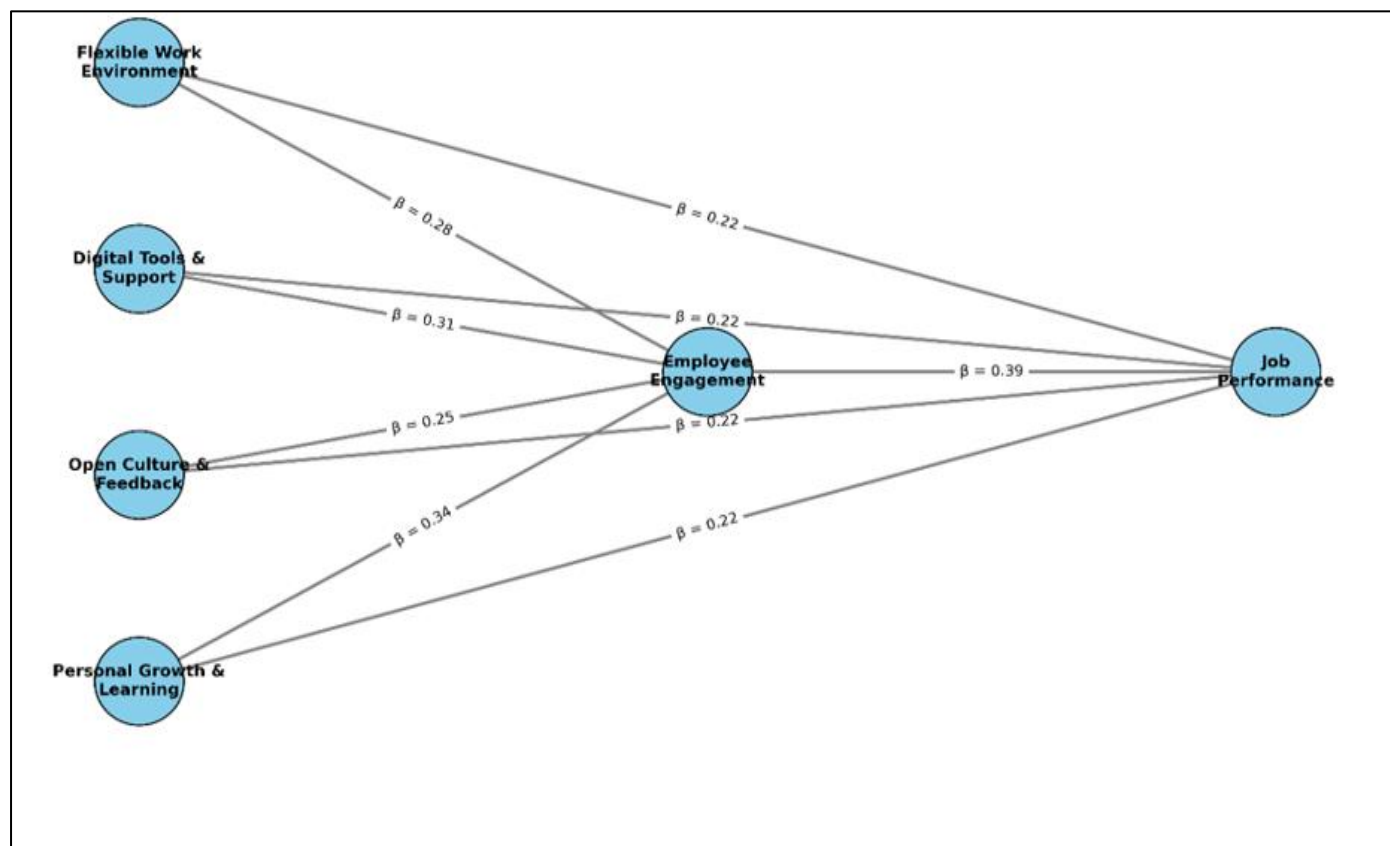 Flexible Work
Environment
β = 0.28
β = 0.22
Digital Tools &
Support
β = 0.31
β = 0.22
Employee
Engagement
β = 0.39
Job
Performance
β = 0.25
β = 0.22
Open Culture &
Feedback
β = 0.34
β = 0.22
Personal Growth &
Learning